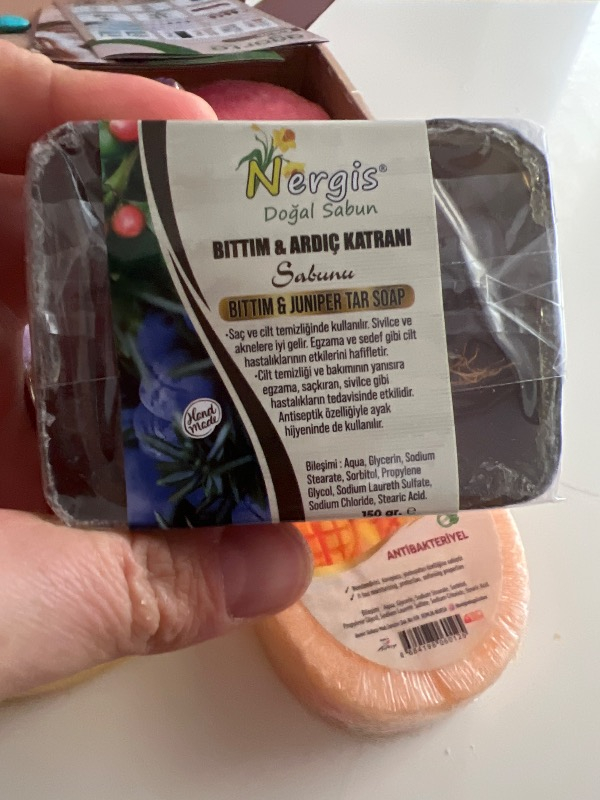 Nergis®
Doğal Sabun
BITTIM & ARDIÇ KATRANI
Sabunu
BITTIM & JUNIPER TAR SOAP
•Saç ve cilt temizliğinde kullanılır. Sivilce ve
aknelere iyi gelir. Egzama ve sedef gibi cilt
hastalıklarının etkilerini hafifletir.
•Cilt temizliği ve bakımının yanısıra
egzama, saçkıran, sivilce gibi
hastalıkların tedavisinde etkilidir.
Antiseptik özelliğiyle ayak
hijyeninde de kullanılır.
Hand
Made
Bileşimi : Aqua, Glycerin, Sodium
Stearate, Sorbitol, Propylene
Glycol, Sodium Laureth Sulfate,
Sodium Chloride, Stearic Acid.
150 gr. ℮
ANTİBAKTERİYEL